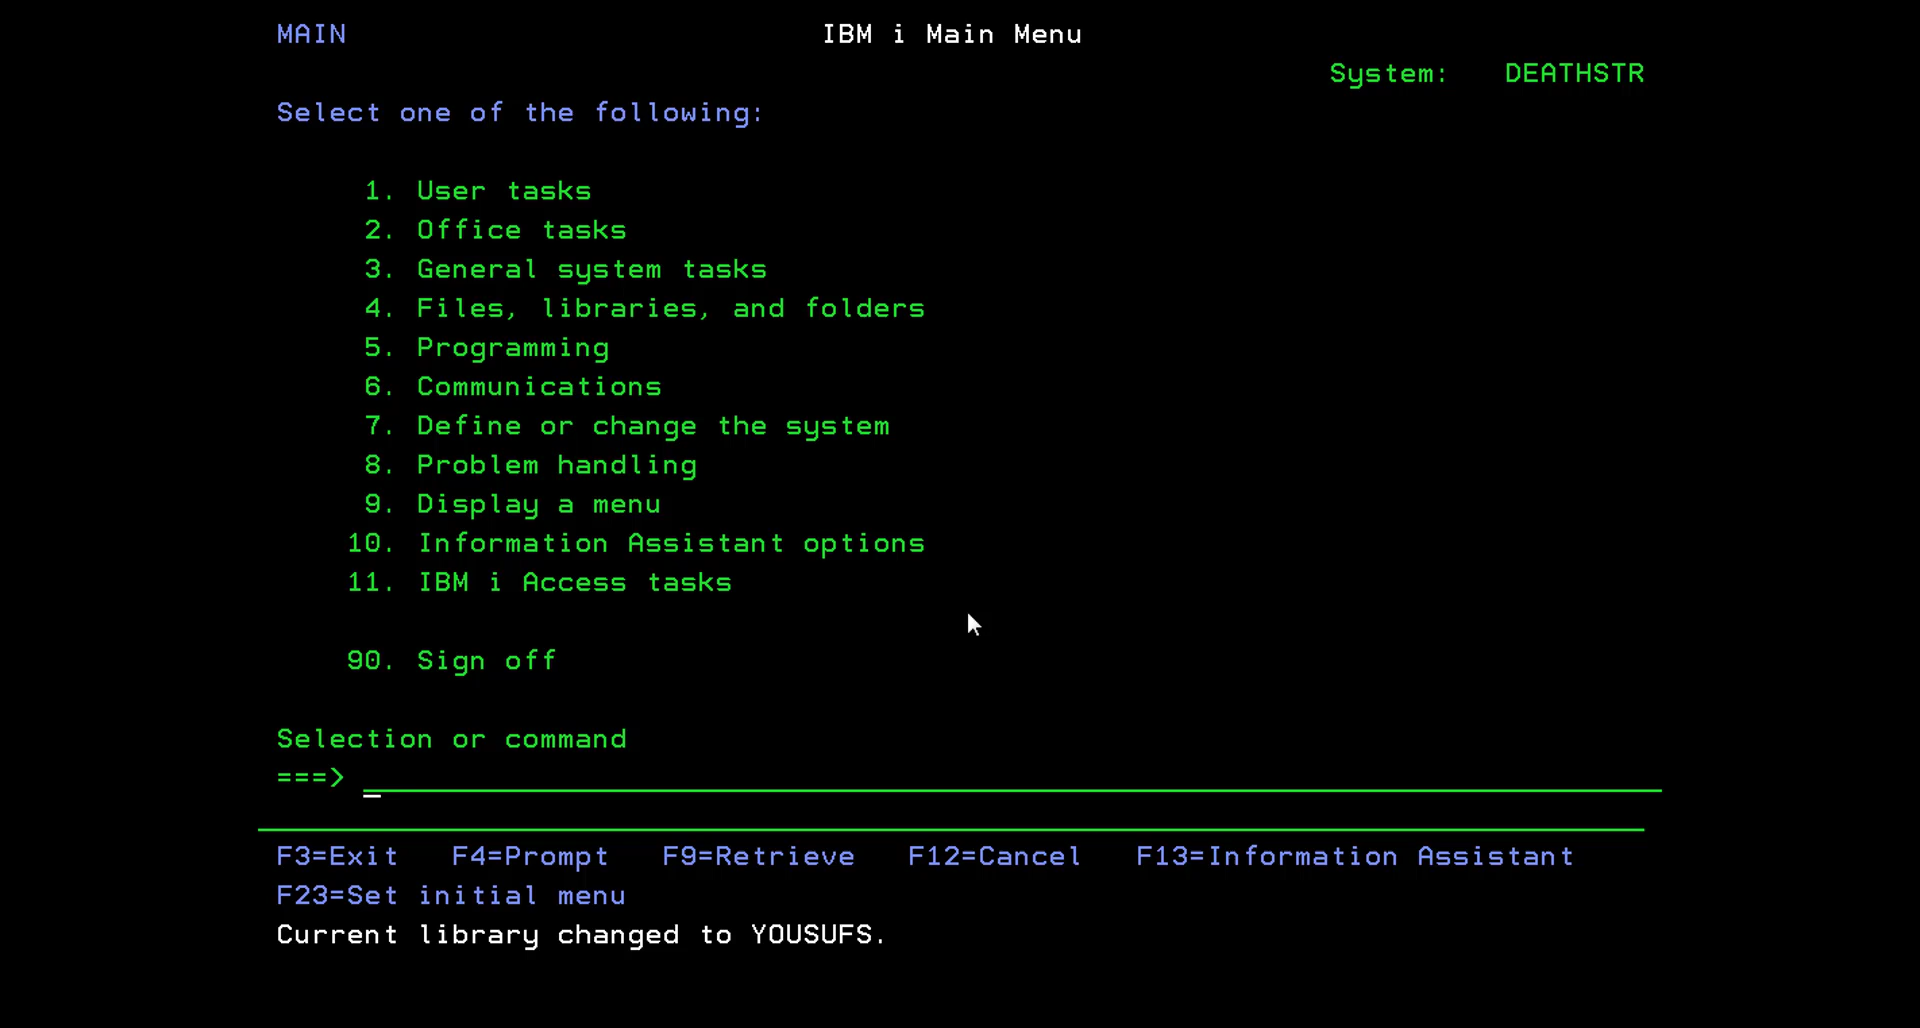 MAIN IBM i Main Menu
System: DEATHSTR
Select one of the following:
1. User tasks
2. Office tasks
3. General system tasks
4. Files, libraries, and folders
5. Programming
6. Communications
7. Define or change the system
8. Problem handling
9. Display a menu
10. Information Assistant options
11. IBM i Access tasks
90. Sign off
Selection or command
===>
F3=Exit F4=Prompt F9=Retrieve F12=Cancel F13=Information Assistant
F23=Set initial menu
Current library changed to YOUSUFS.